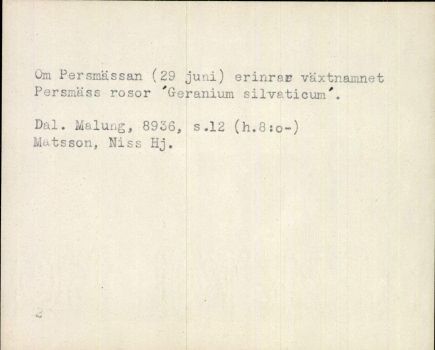 Om Persmässan (29 juni) erinrar växtnamnet
Persmäss rosor 'Geranium silvaticum'.
Dal. Malung, 8936, s.12 (h.8:o-)
Matsson, Niss Hj.